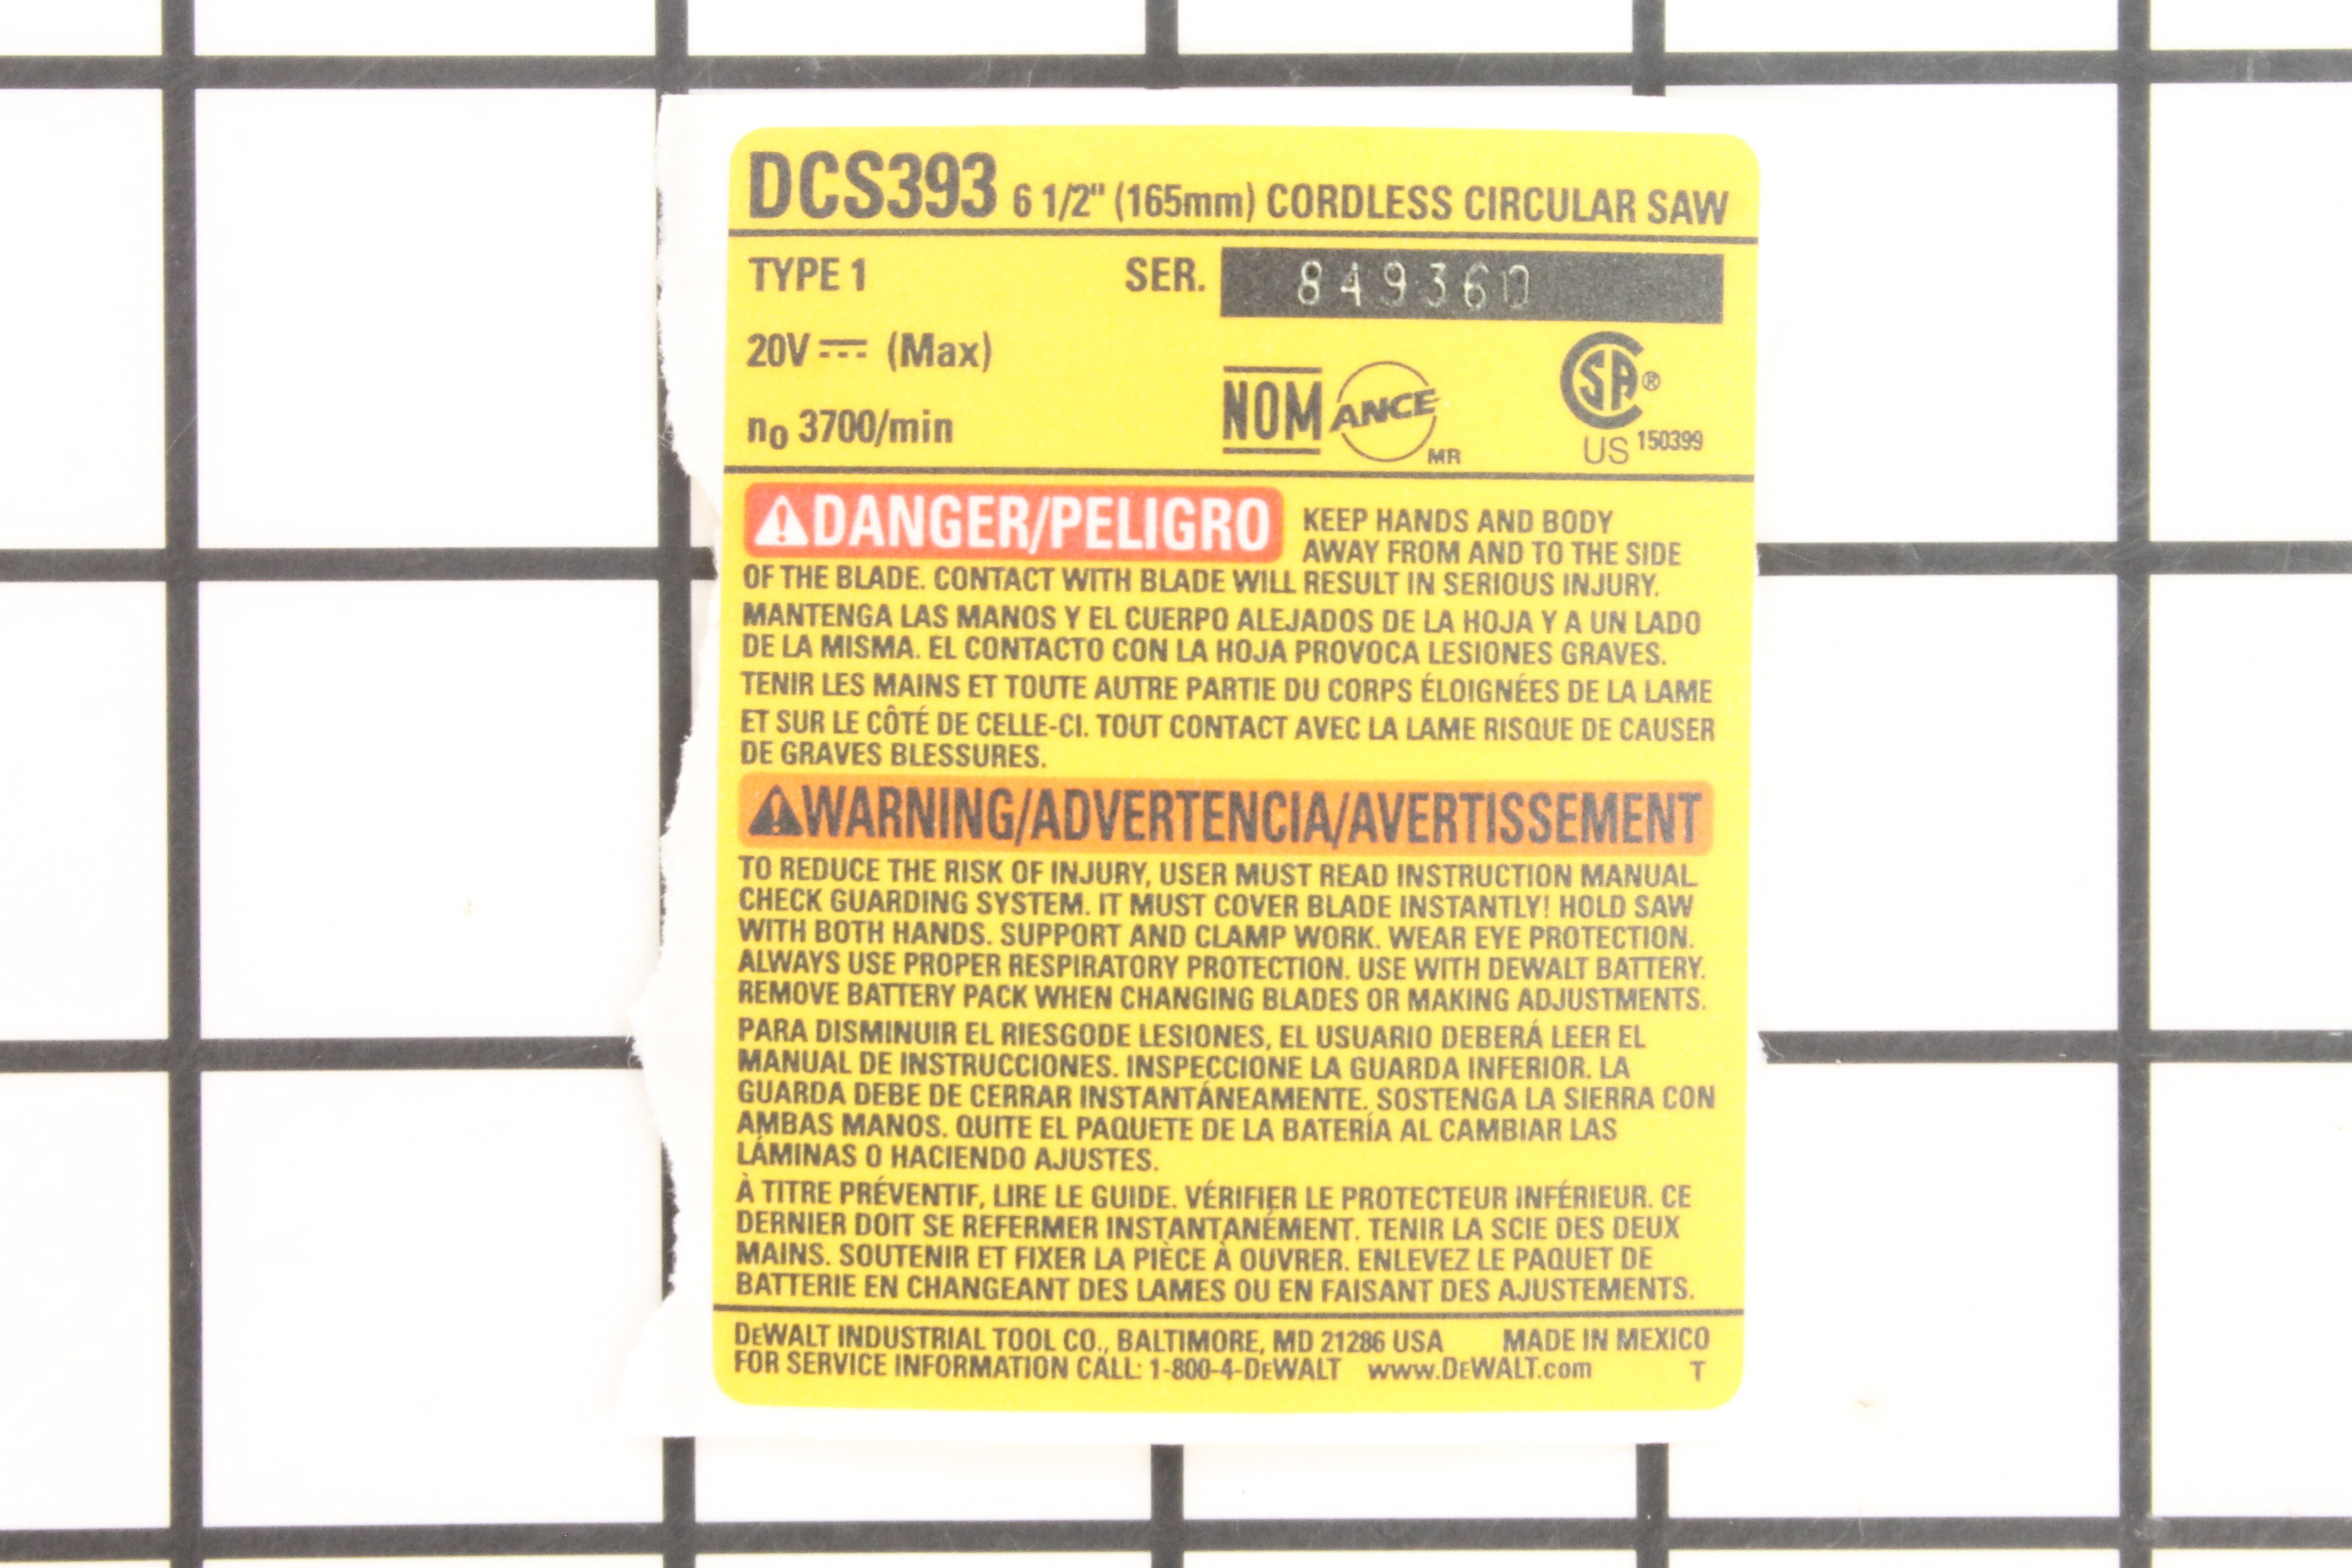 DCS393 6 1/2" (165mm) CORDLESS CIRCULAR SAW
TYPE 1 SER. 849360
20V (Max)
NOM ANCE MR
CSA® US 150399
n0 3700/min
DANGER/PELIGRO KEEP HANDS AND BODY
AWAY FROM AND TO THE SIDE
OF THE BLADE. CONTACT WITH BLADE WILL RESULT IN SERIOUS INJURY.
MANTENGA LAS MANOS Y EL CUERPO ALEJADOS DE LA HOJA Y A UN LADO
DE LA MISMA. EL CONTACTO CON LA HOJA PROVOCA LESIONES GRAVES.
TENIR LES MAINS ET TOUTE AUTRE PARTIE DU CORPS ÉLOIGNÉES DE LA LAME
ET SUR LE CÔTÉ DE CELLE-CI. TOUT CONTACT AVEC LA LAME RISQUE DE CAUSER
DE GRAVES BLESSURES.
WARNING/ADVERTENCIA/AVERTISSEMENT
TO REDUCE THE RISK OF INJURY, USER MUST READ INSTRUCTION MANUAL
CHECK GUARDING SYSTEM. IT MUST COVER BLADE INSTANTLY! HOLD SAW
WITH BOTH HANDS. SUPPORT AND CLAMP WORK. WEAR EYE PROTECTION.
ALWAYS USE PROPER RESPIRATORY PROTECTION. USE WITH DEWALT BATTERY.
REMOVE BATTERY PACK WHEN CHANGING BLADES OR MAKING ADJUSTMENTS.
PARA DISMINUIR EL RIESGODE LESIONES, EL USUARIO DEBERÁ LEER EL
MANUAL DE INSTRUCCIONES. INSPECCIONE LA GUARDA INFERIOR. LA
GUARDA DEBE DE CERRAR INSTANTÁNEAMENTE. SOSTENGA LA SIERRA CON
AMBAS MANOS. QUITE EL PAQUETE DE LA BATERÍA AL CAMBIAR LAS
LÁMINAS O HACIENDO AJUSTES.
À TITRE PRÉVENTIF, LIRE LE GUIDE. VÉRIFIER LE PROTECTEUR INFÉRIEUR. CE
DERNIER DOIT SE REFERMER INSTANTANÉMENT. TENIR LA SCIE DES DEUX
MAINS. SOUTENIR ET FIXER LA PIÈCE À OUVRER. ENLEVEZ LE PAQUET DE
BATTERIE EN CHANGEANT DES LAMES OU EN FAISANT DES AJUSTEMENTS.
DEWALT INDUSTRIAL TOOL CO., BALTIMORE, MD 21286 USA MADE IN MEXICO
FOR SERVICE INFORMATION CALL: 1-800-4-DEWALT www.DEWALT.com T